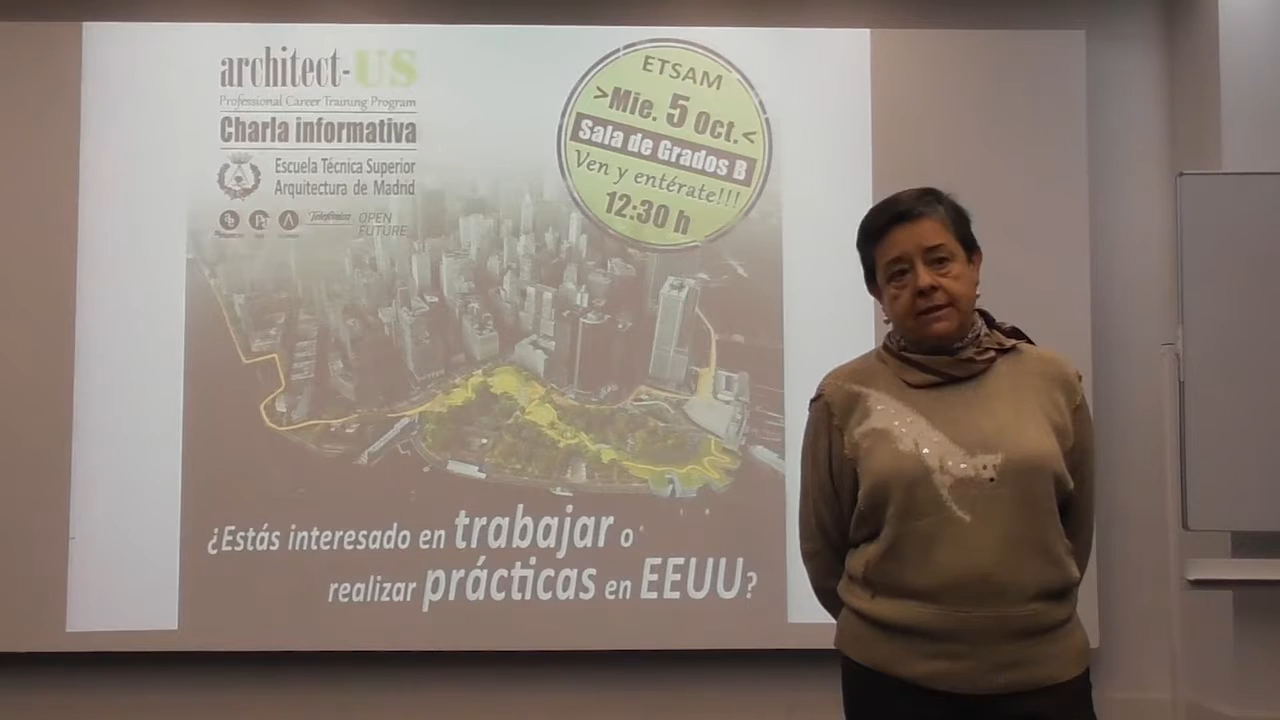 architect-US
Professional Career Training Program
Charla informativa
Escuela Técnica Superior
Arquitectura de Madrid
Telefónica
OPEN
FUTURE
ETSAM
>Mie. 5 Oct.<
Sala de Grados B
Ven y entérate!!!
12:30 h
¿Estás interesado en trabajar o
realizar prácticas en EEUU?